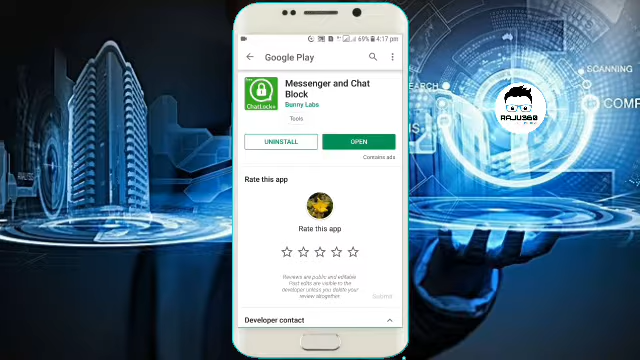 69% 4:17 pm
Google Play
ChatLock+
Messenger and Chat
Block
Bunny Labs
Tools
UNINSTALL
OPEN
Contains ads
Rate this app
Rate this app
Reviews are public and editable.
Past edits are visible to the
developer unless you delete your
review altogether.
Submit
Developer contact
SEARCH
SCANNING
COMP
RAJU360